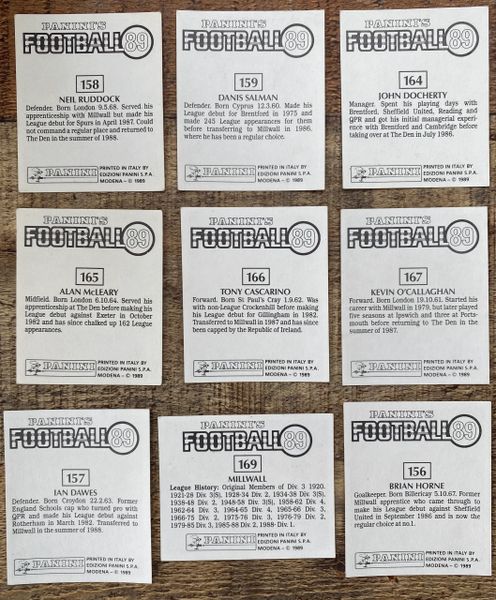 PANINI'S
FOOTBALL 89
158
NEIL RUDDOCK
Defender. Born London 9.5.68. Served his
apprenticeship with Millwall but made his
League debut for Spurs in April 1987. Could
not command a regular place and returned to
The Den in the summer of 1988.
PANINI
PRINTED IN ITALY BY
EDIZIONI PANINI S.P.A.
MODENA - © 1989
PANINI'S
FOOTBALL 89
159
DANIS SALMAN
Defender. Born Cyprus 12.3.60. Made his
League debut for Brentford in 1975 and
made 245 League appearances for them
before transferring to Millwall in 1986.
where he has been a regular choice.
PANINI
PRINTED IN ITALY BY
EDIZIONI PANINI S.P.A.
MODENA - © 1989
PANINI'S
FOOTBALL 89
164
JOHN DOCHERTY
Manager. Spent his playing days with
Brentford, Sheffield United, Reading and
QPR and got his initial managerial experi-
ence with Brentford and Cambridge before
taking over at The Den in July 1986.
PANINI
PRINTED IN ITALY BY
EDIZIONI PANINI S.P.A.
MODENA - © 1989
PANINI'S
FOOTBALL 89
165
ALAN McLEARY
Midfield. Born London 6.10.64. Served his
apprenticeship at The Den before making his
League debut against Exeter in October
1982 and has since chalked up 162 League
appearances.
PANINI
PRINTED IN ITALY BY
EDIZIONI PANINI S.P.A.
MODENA - © 1989
PANINI'S
FOOTBALL 89
166
TONY CASCARINO
Forward. Born St Paul's Cray 1.9.62. Was
with non-League Crockenhill before making
his League debut for Gillingham in 1982.
Transferred to Millwall in 1987 and has since
been capped by the Republic of Ireland.
PANINI
PRINTED IN ITALY BY
EDIZIONI PANINI S.P.A.
MODENA - © 1989
PANINI'S
FOOTBALL 89
167
KEVIN O'CALLAGHAN
Forward. Born London 19.10.61. Started his
career with Millwall in 1979, but later played
five seasons at Ipswich and three at Ports-
mouth before returning to The Den in the
summer of 1987.
PANINI
PRINTED IN ITALY BY
EDIZIONI PANINI S.P.A.
MODENA - © 1989
PANINI'S
FOOTBALL 89
157
IAN DAWES
Defender. Born Croydon 22.2.63. Former
England Schools cap who turned pro with
QPR and made his League debut against
Rotherham in March 1982. Transferred to
Millwall in the summer of 1988.
PANINI
PRINTED IN ITALY BY
EDIZIONI PANINI S.P.A.
MODENA - © 1989
PANINI'S
FOOTBALL 89
169
MILLWALL
League History: Original Members of Div. 3 1920.
1921-28 Div. 3(S), 1928-34 Div. 2, 1934-38 Div. 3(S),
1938-48 Div. 2, 1948-58 Div. 3(S), 1958-62 Div. 4,
1962-64 Div. 3, 1964-65 Div. 4, 1965-66 Div. 3,
1966-75 Div. 2, 1975-76 Div. 3, 1976-79 Div. 2,
1979-85 Div. 3, 1985-88 Div. 2, 1988- Div. 1.
PANINI
PRINTED IN ITALY BY
EDIZIONI PANINI S.P.A.
MODENA - © 1989
PANINI'S
FOOTBALL 89
156
BRIAN HORNE
Goalkeeper. Born Billericay 5.10.67. Former
Millwall apprentice who came through to
make his League debut against Sheffield
United in September 1986 and is now the
regular choice at no.1.
PANINI
PRINTED IN ITALY BY
EDIZIONI PANINI S.P.A.
MODENA - © 1989